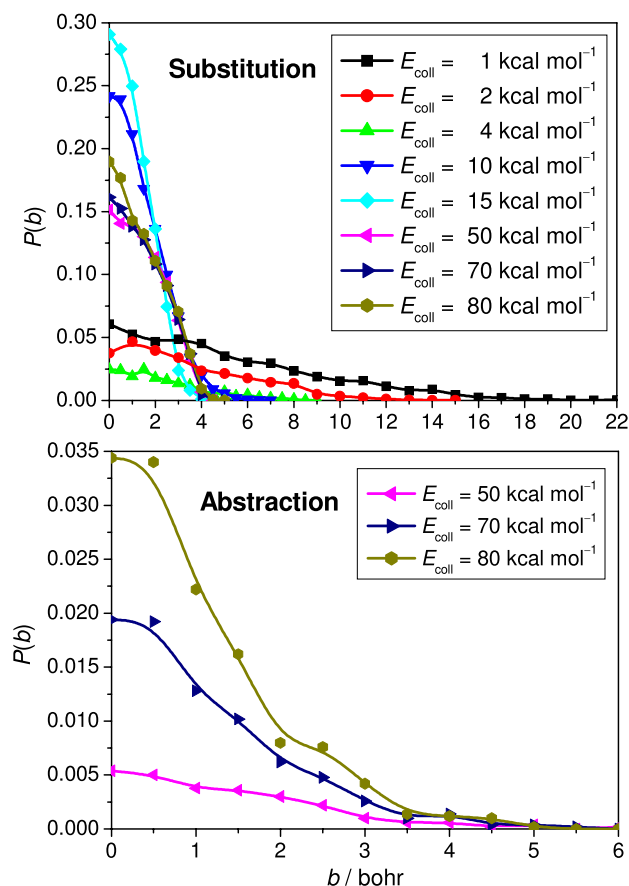 0.30
0.25
0.20
0.15
0.10
0.05
0.00
P(b)
Substitution
E_coll = 1 kcal mol⁻¹
E_coll = 2 kcal mol⁻¹
E_coll = 4 kcal mol⁻¹
E_coll = 10 kcal mol⁻¹
E_coll = 15 kcal mol⁻¹
E_coll = 50 kcal mol⁻¹
E_coll = 70 kcal mol⁻¹
E_coll = 80 kcal mol⁻¹
0 2 4 6 8 10 12 14 16 18 20 22
0.035
0.030
0.025
0.020
0.015
0.010
0.005
0.000
P(b)
Abstraction
E_coll = 50 kcal mol⁻¹
E_coll = 70 kcal mol⁻¹
E_coll = 80 kcal mol⁻¹
0 1 2 3 4 5 6
b / bohr